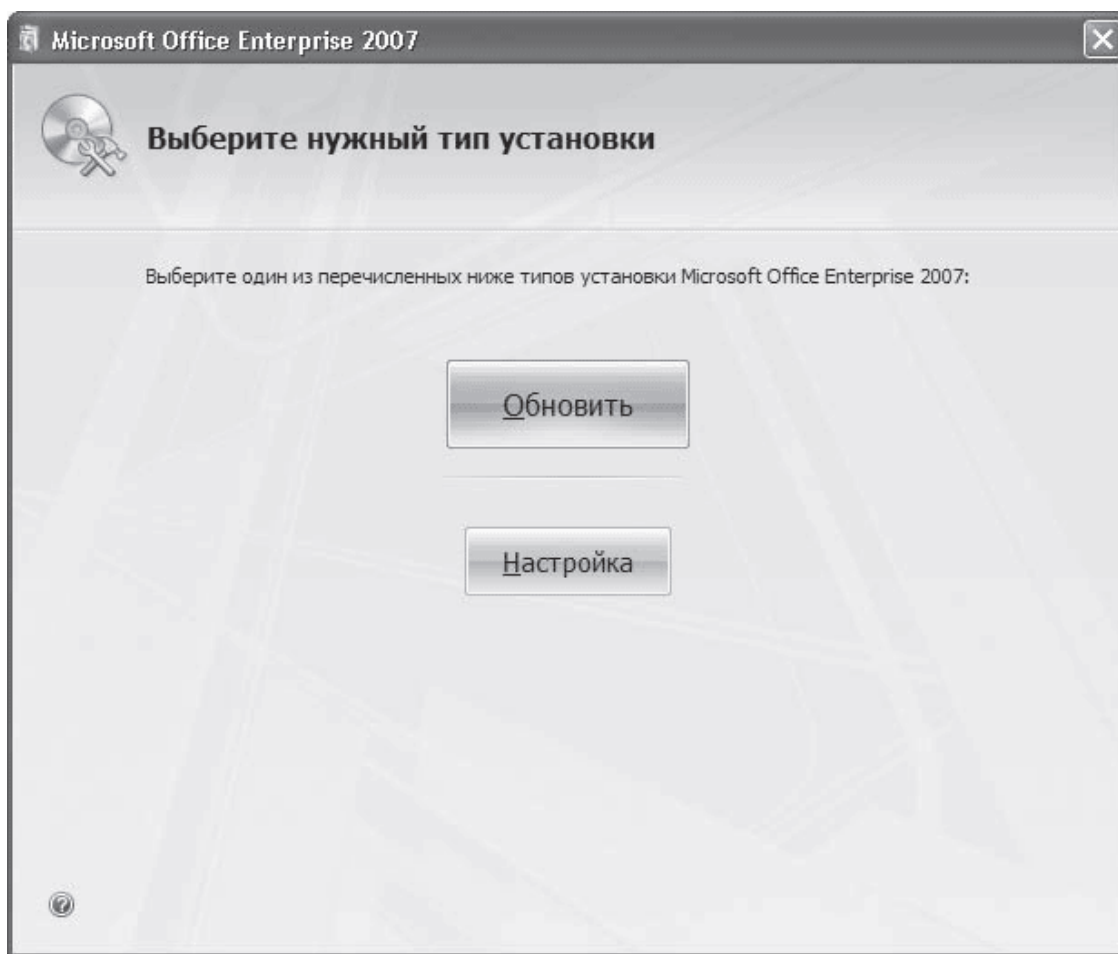 Microsoft Office Enterprise 2007
Выберите нужный тип установки
Выберите один из перечисленных ниже типов установки Microsoft Office Enterprise 2007:
Обновить
Настройка